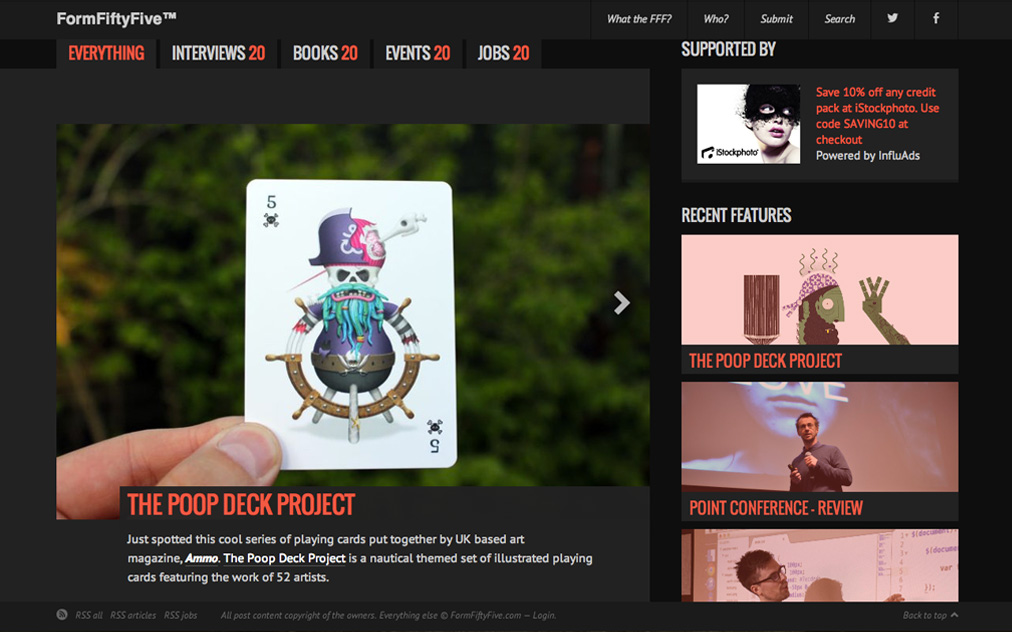 FormFiftyFive™
What the FFF?
Who?
Submit
Search
EVERYTHING
INTERVIEWS 20
BOOKS 20
EVENTS 20
JOBS 20
5
5
THE POOP DECK PROJECT
Just spotted this cool series of playing cards put together by UK based art
magazine, Ammo. The Poop Deck Project is a nautical themed set of illustrated playing
cards featuring the work of 52 artists.
SUPPORTED BY
iStockphoto
Save 10% off any credit
pack at iStockphoto. Use
code SAVING10 at
checkout
Powered by InfluAds
RECENT FEATURES
THE POOP DECK PROJECT
LOVE
POINT CONFERENCE - REVIEW
$(docum
$(docume
var
RSS all
RSS articles
RSS jobs
All post content copyright of the owners. Everything else © FormFiftyFive.com — Login.
Back to top